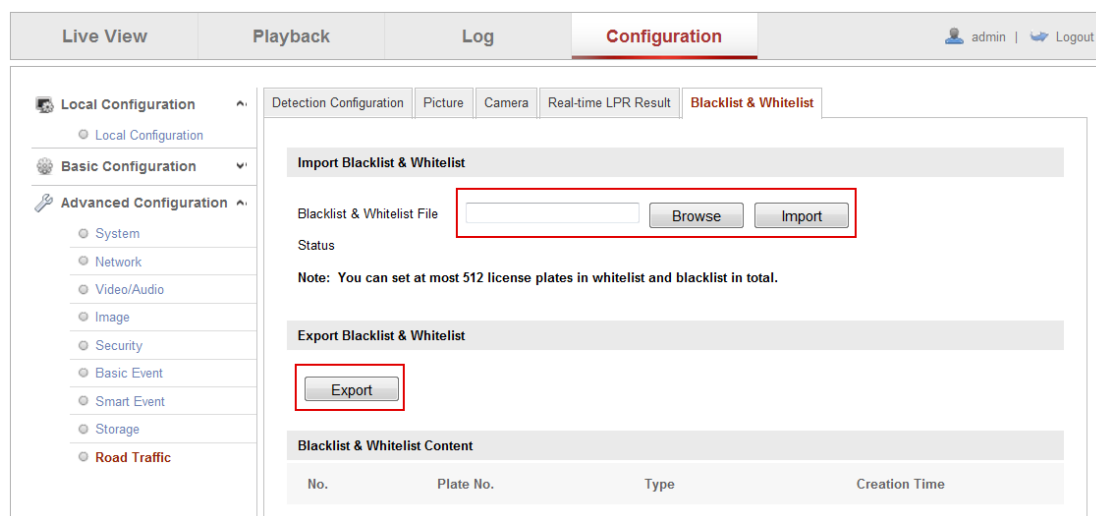 Live View Playback Log Configuration admin | Logout
Local Configuration
Local Configuration
Basic Configuration
Advanced Configuration
System
Network
Video/Audio
Image
Security
Basic Event
Smart Event
Storage
Road Traffic
Detection Configuration Picture Camera Real-time LPR Result Blacklist & Whitelist
Import Blacklist & Whitelist
Blacklist & Whitelist File Browse Import
Status
Note: You can set at most 512 license plates in whitelist and blacklist in total.
Export Blacklist & Whitelist
Export
Blacklist & Whitelist Content
No. Plate No. Type Creation Time